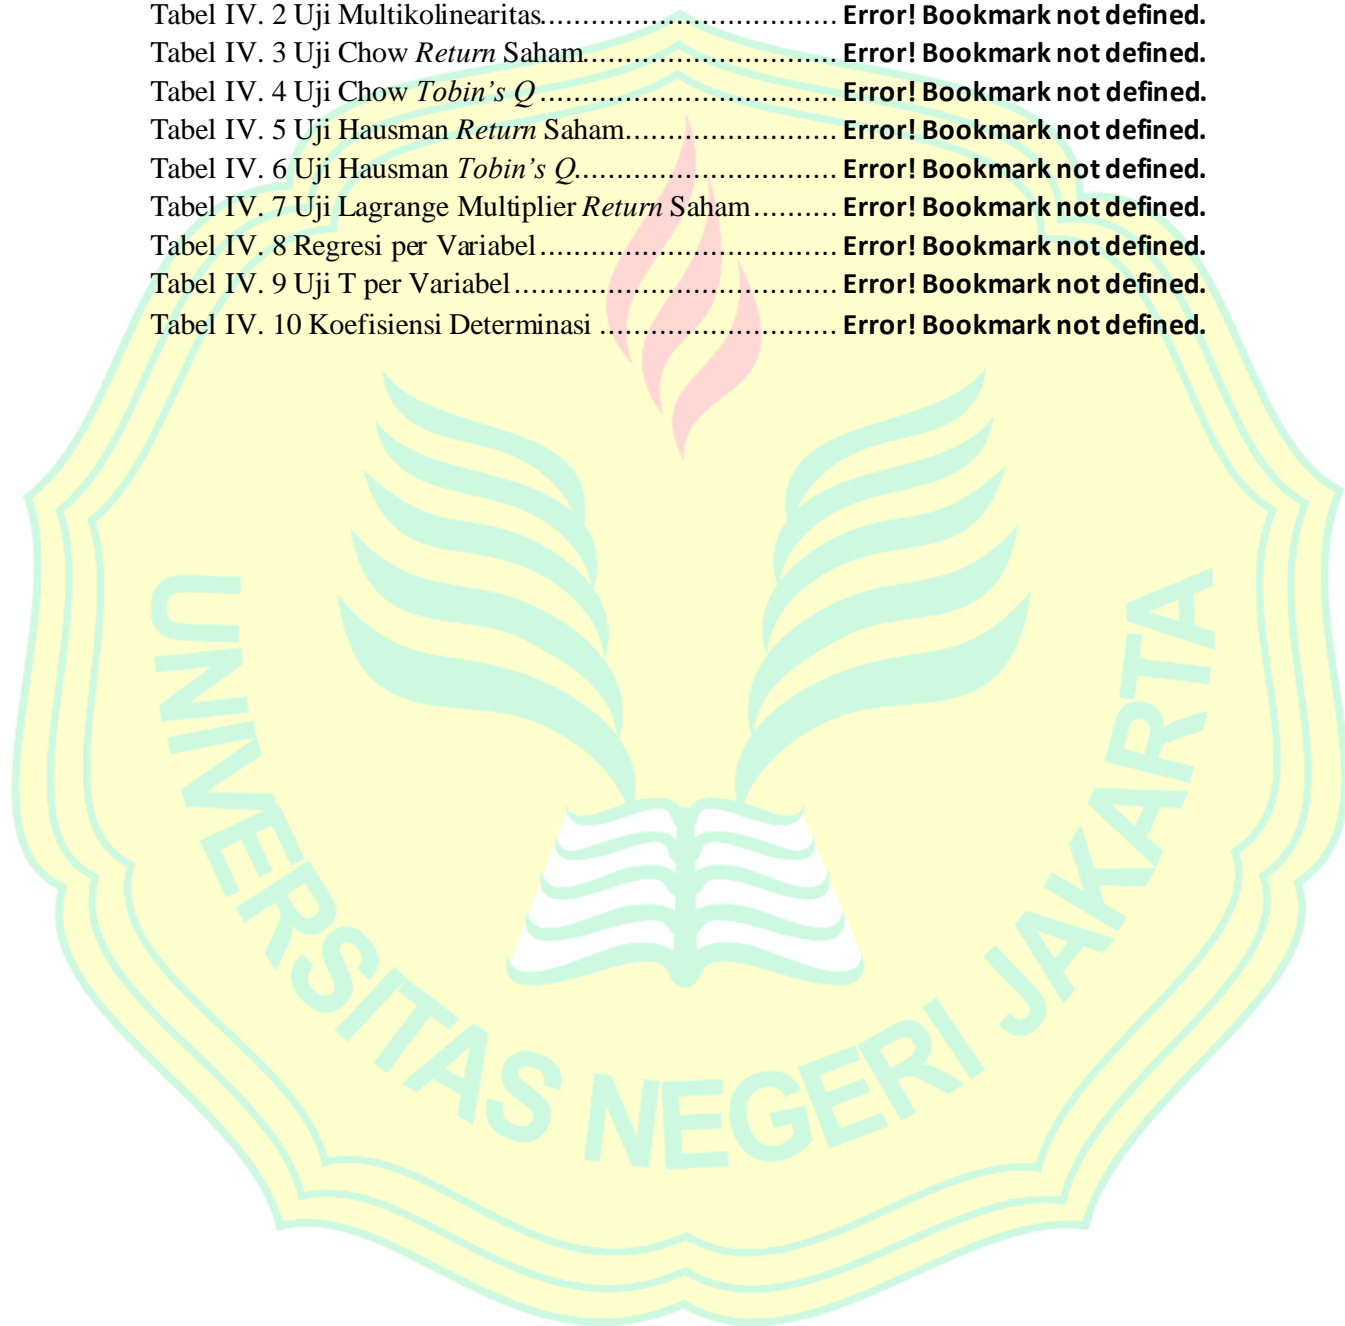 Tabel IV. 2 Uji Multikolinearitas............................... Error! Bookmark not defined.
Tabel IV. 3 Uji Chow Return Saham.......................... Error! Bookmark not defined.
Tabel IV. 4 Uji Chow Tobin’s Q ............................... Error! Bookmark not defined.
Tabel IV. 5 Uji Hausman Return Saham...................... Error! Bookmark not defined.
Tabel IV. 6 Uji Hausman Tobin’s Q........................... Error! Bookmark not defined.
Tabel IV. 7 Uji Lagrange Multiplier Return Saham.......... Error! Bookmark not defined.
Tabel IV. 8 Regresi per Variabel............................... Error! Bookmark not defined.
Tabel IV. 9 Uji T per Variabel.................................. Error! Bookmark not defined.
Tabel IV. 10 Koefisiensi Determinasi ......................... Error! Bookmark not defined.
UNIVERSITAS NEGERI JAKARTA